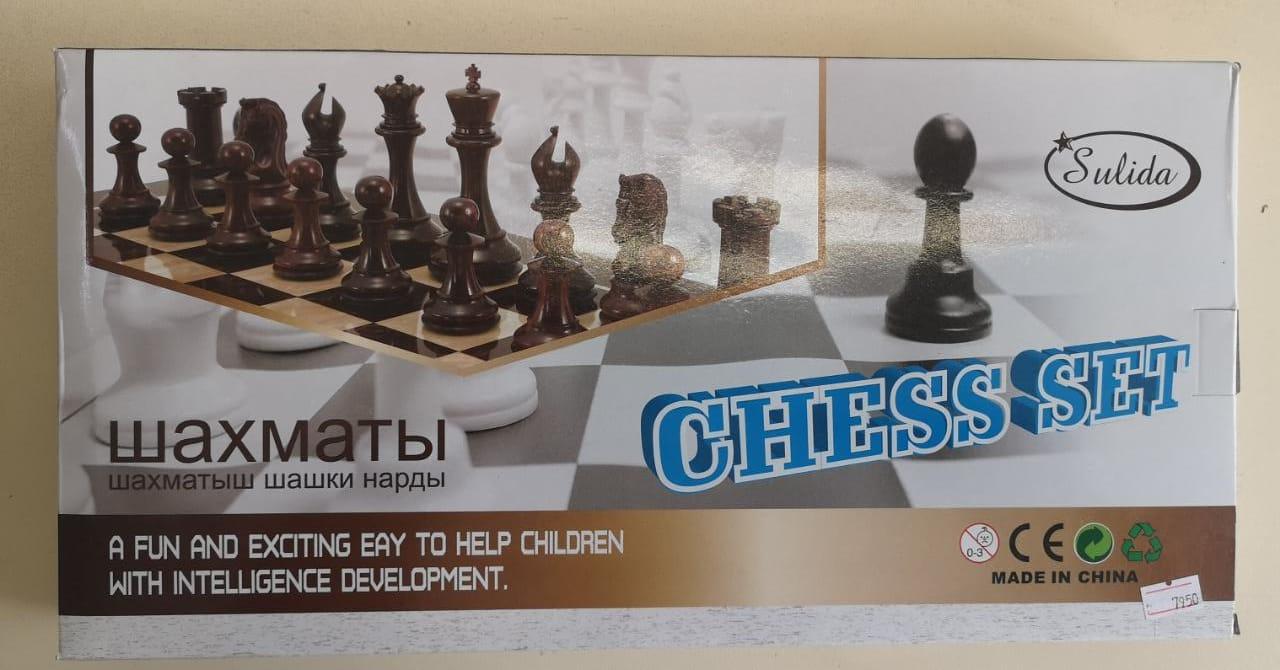 Sulida
CHESS SET
шахматы
шахматыш шашки нарды
A FUN AND EXCITING EAY TO HELP CHILDREN
WITH INTELLIGENCE DEVELOPMENT.
0-3
CE
MADE IN CHINA
7950